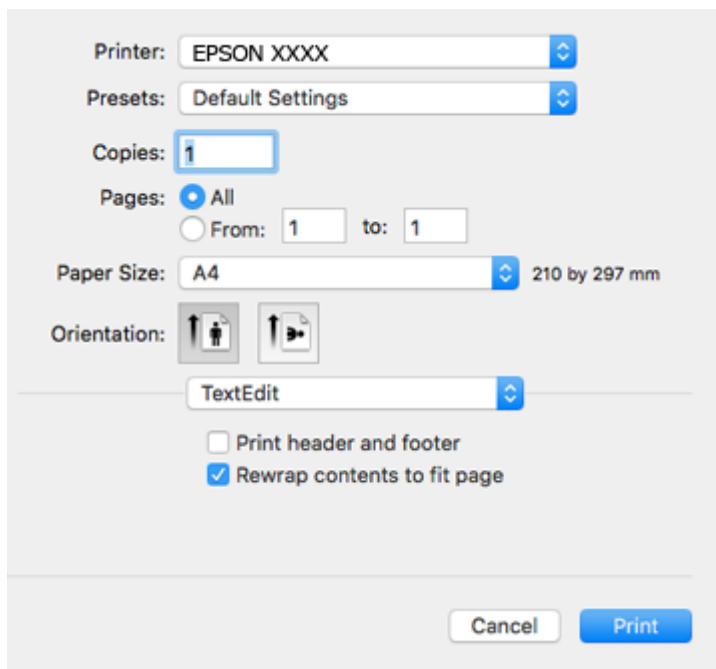 Printer: EPSON XXXX
Presets: Default Settings
Copies: 1
Pages: All
From: 1 to: 1
Paper Size: A4 210 by 297 mm
Orientation:
TextEdit
Print header and footer
Rewrap contents to fit page
Cancel Print